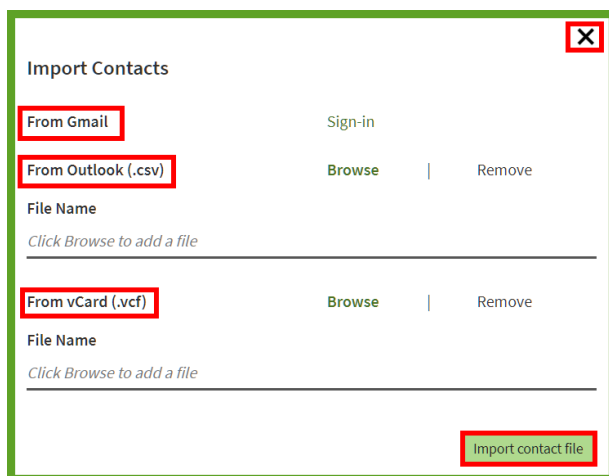 Import Contacts
From Gmail Sign-in
From Outlook (.csv) Browse | Remove
File Name
Click Browse to add a file
From vCard (.vcf) Browse | Remove
File Name
Click Browse to add a file
Import contact file